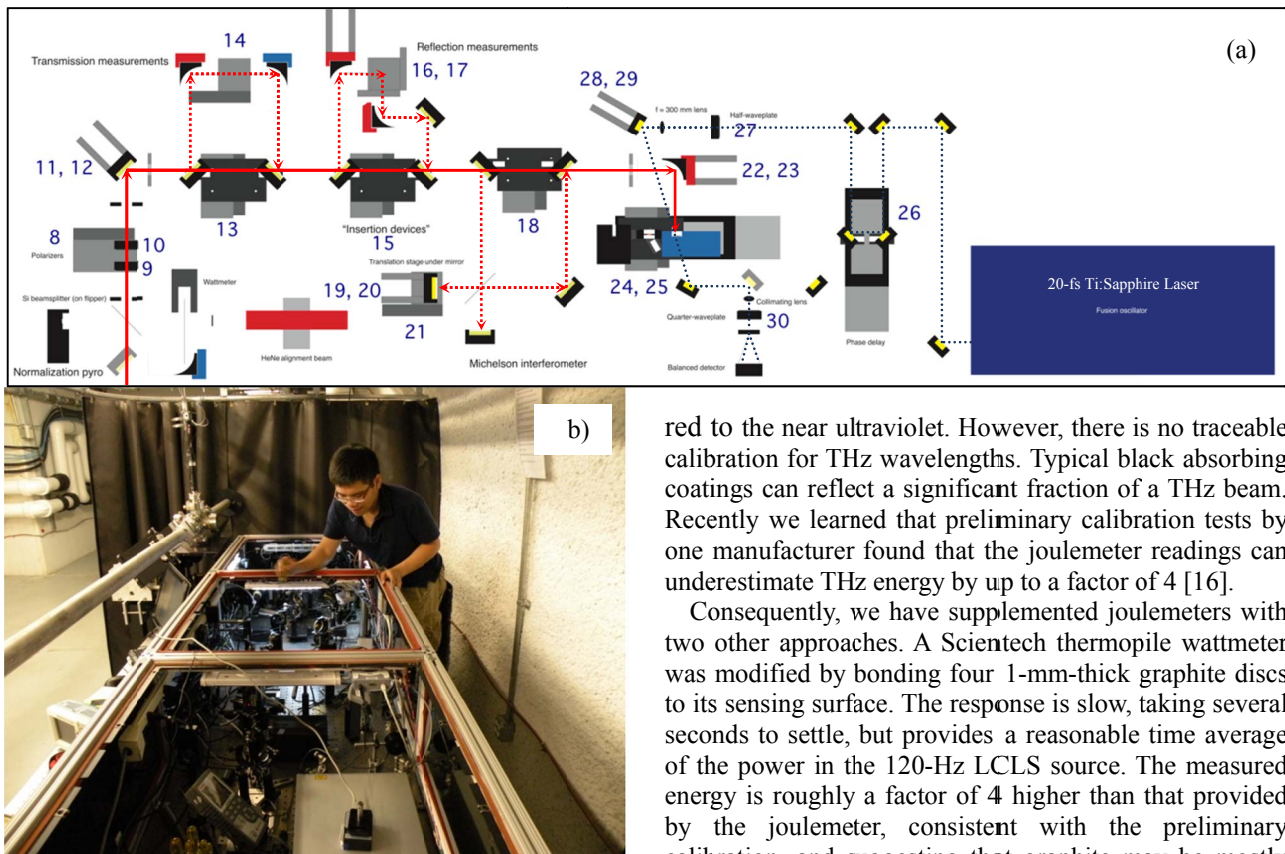 (a)
14
Transmission measurements
Reflection measurements
16, 17
28, 29
f = 300 mm lens
Half-waveplate
27
11, 12
22, 23
13
"Insertion devices"
15
18
26
8
10
Polarizers
9
Translation stage under mirror
24, 25
Wattmeter
19, 20
20-fs Ti:Sapphire Laser
Si beamsplitter (on flipper)
Collimating lens
Fusion oscillator
21
Quarter-waveplate
30
Phase delay
HeNe alignment beam
Michelson interferometer
Normalization pyro
Balanced detector
b)
red to the near ultraviolet. However, there is no traceable
calibration for THz wavelengths. Typical black absorbing
coatings can reflect a significant fraction of a THz beam.
Recently we learned that preliminary calibration tests by
one manufacturer found that the joulemeter readings can
underestimate THz energy by up to a factor of 4 [16].
Consequently, we have supplemented joulemeters with
two other approaches. A Scientech thermopile wattmeter
was modified by bonding four 1-mm-thick graphite discs
to its sensing surface. The response is slow, taking several
seconds to settle, but provides a reasonable time average
of the power in the 120-Hz LCLS source. The measured
energy is roughly a factor of 4 higher than that provided
by the joulemeter, consistent with the preliminary
calibration, and suggesting that graphite may be mostly